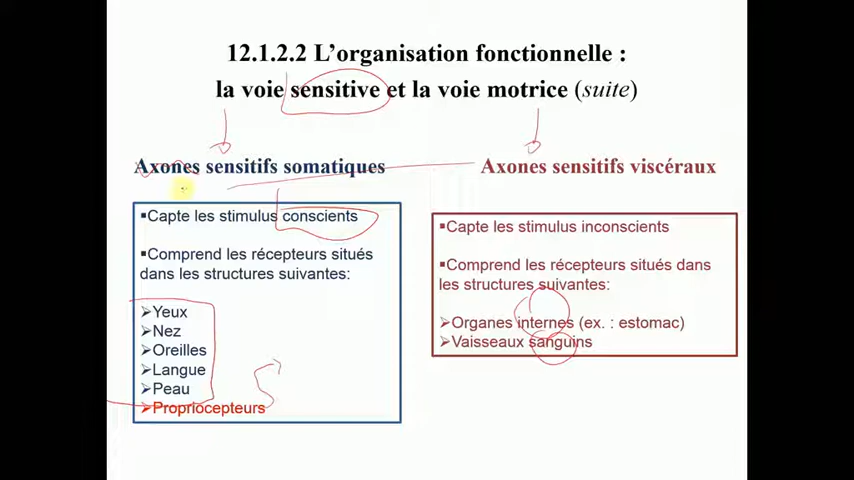 12.1.2.2 L’organisation fonctionnelle :
la voie sensitive et la voie motrice (suite)
Axones sensitifs somatiques
▪Capte les stimulus conscients
▪Comprend les récepteurs situés
dans les structures suivantes:
➢Yeux
➢Nez
➢Oreilles
➢Langue
➢Peau
➢Propriocepteurs
Axones sensitifs viscéraux
▪Capte les stimulus inconscients
▪Comprend les récepteurs situés dans
les structures suivantes:
➢Organes internes (ex. : estomac)
➢Vaisseaux sanguins